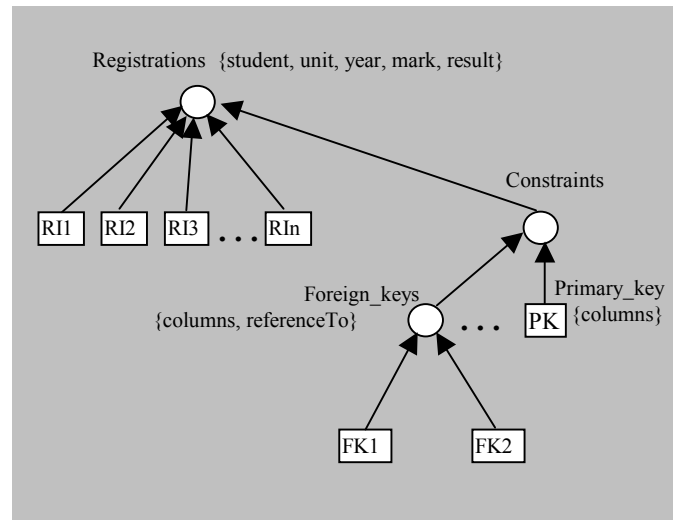 Registrations {student, unit, year, mark, result}
Constraints
RI1 RI2 RI3 ... RIn
Foreign_keys
{columns, referenceTo}
Primary_key
{columns}
... PK
FK1 FK2